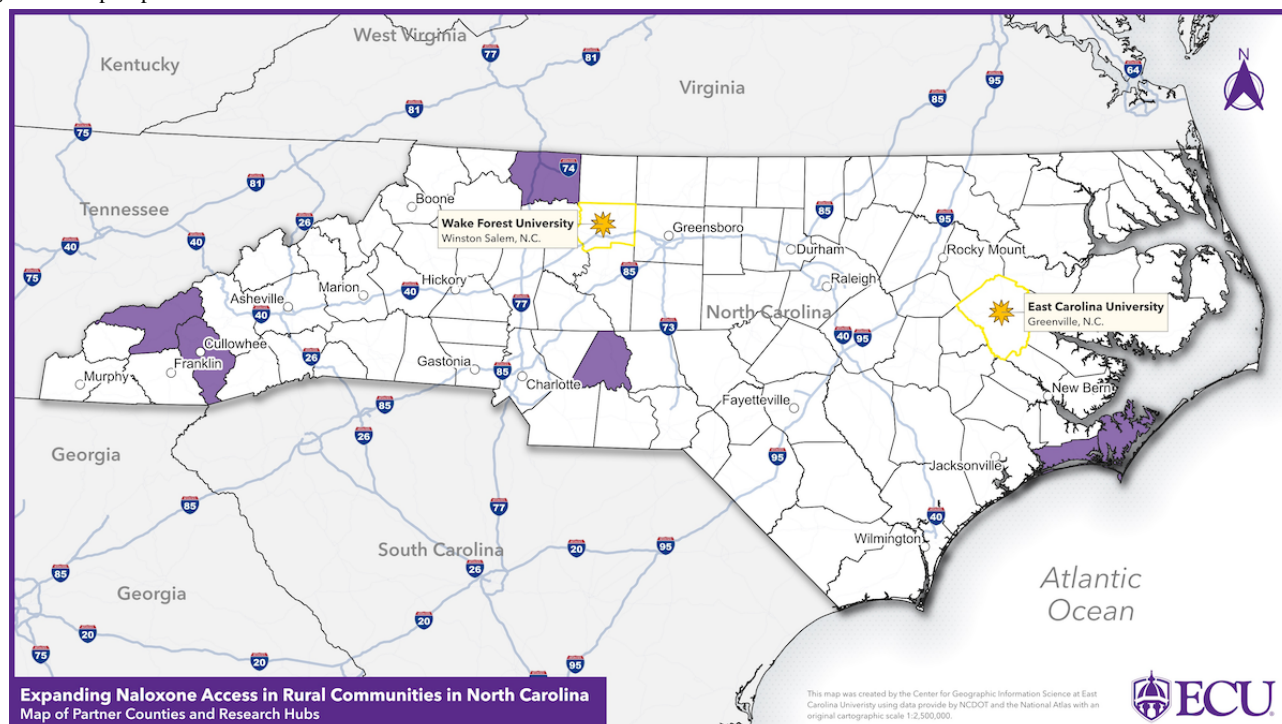 West Virginia
Kentucky
Virginia
Tennessee
North Carolina
South Carolina
Georgia
Georgia
Atlantic
Ocean
N
77
81
64
95
85
81
75
74
81
26
85
95
40
40
75
85
40
40
77
73
40
95
26
85
85
26
95
85
77
40
20
95
26
85
20
20
75
95
Boone
Wake Forest University
Winston Salem, N.C.
Greensboro
Durham
Rocky Mount
Raleigh
Hickory
Marion
Asheville
East Carolina University
Greenville, N.C.
Cullowhee
Franklin
Murphy
Gastonia
Charlotte
Fayetteville
New Bern
Jacksonville
Wilmington
Expanding Naloxone Access in Rural Communities in North Carolina
Map of Partner Counties and Research Hubs
This map was created by the Center for Geographic Information Science at East
Carolina Univeristy using data provide by NCDOT and the National Atlas with an
original cartographic scale 1:2,500,000.
ECU